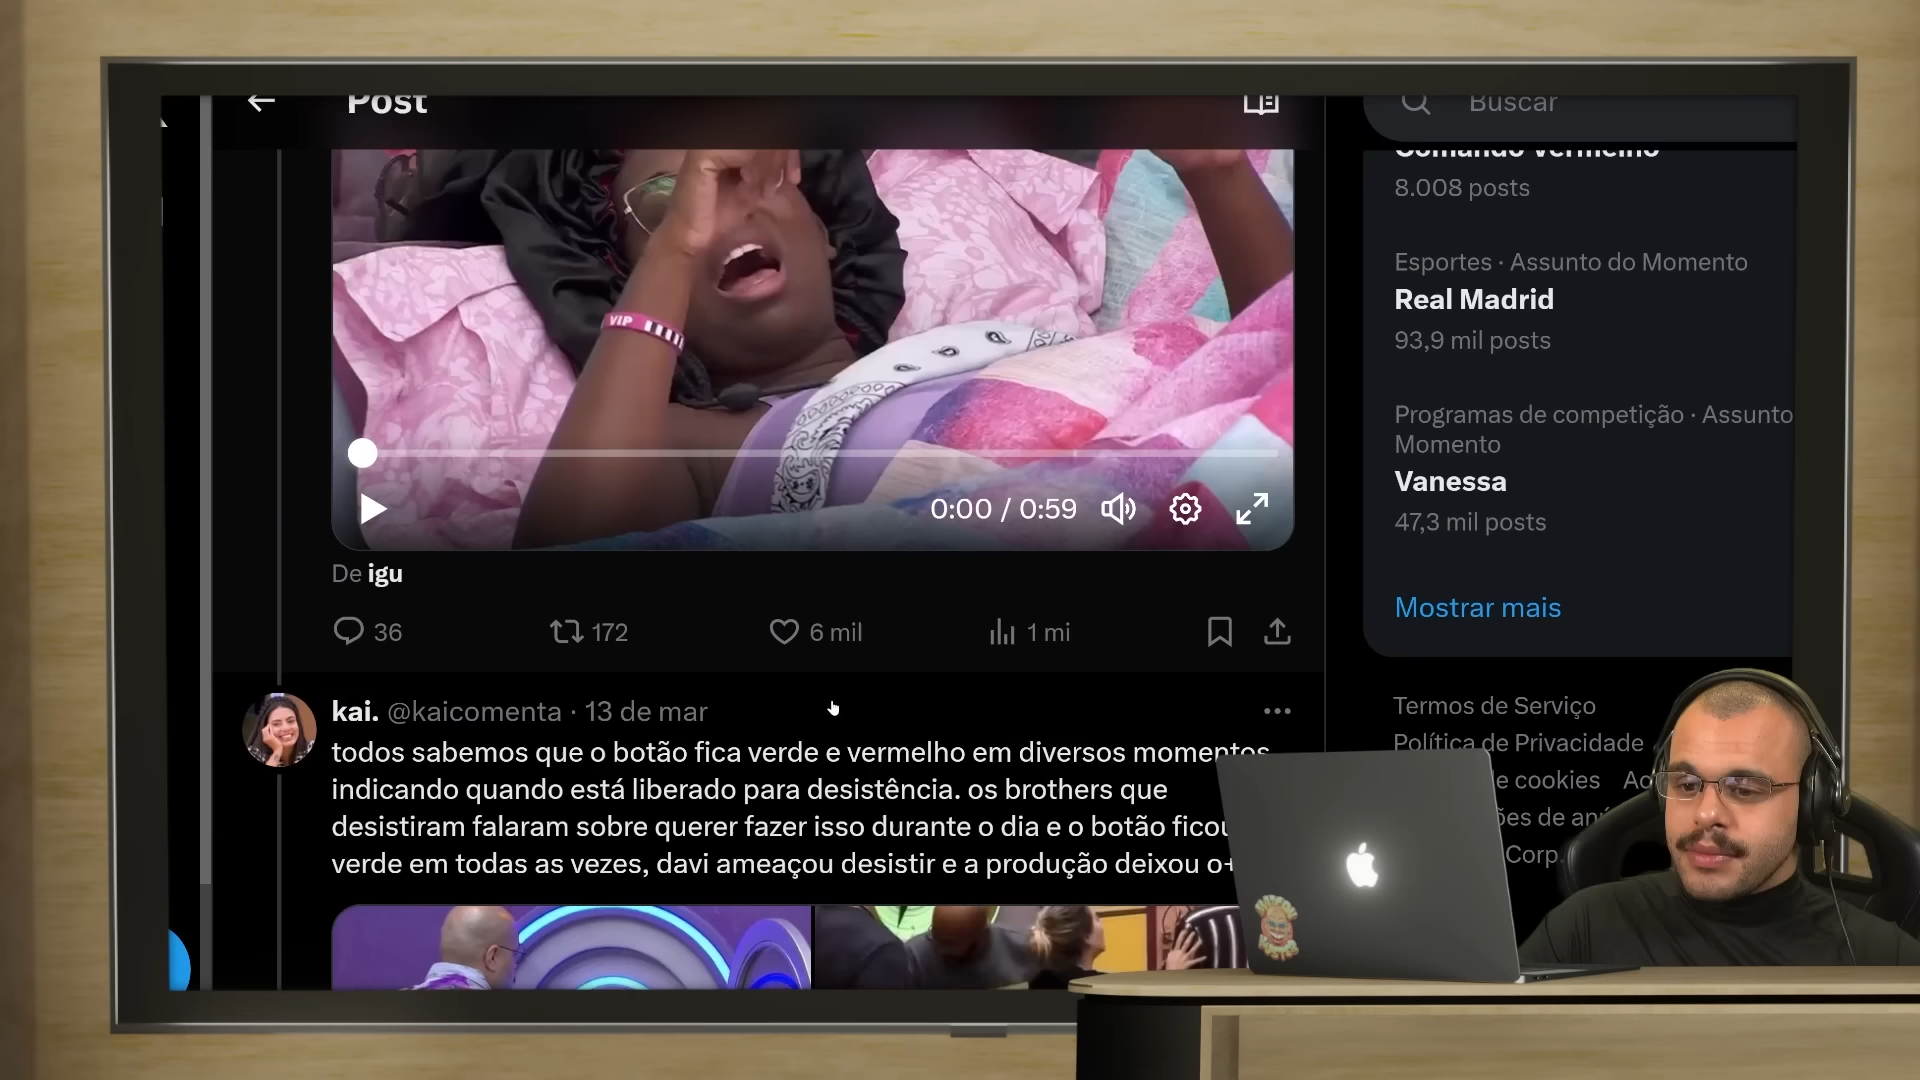 Post
Buscar
Comando Vermelho
8.008 posts
Esportes · Assunto do Momento
Real Madrid
93,9 mil posts
Programas de competição · Assunto
Momento
Vanessa
47,3 mil posts
Mostrar mais
VIP
0:00 / 0:59
De igu
36
172
6 mil
1 mi
kai. @kaicomenta · 13 de mar
todos sabemos que o botão fica verde e vermelho em diversos momentos
indicando quando está liberado para desistência. os brothers que
desistiram falaram sobre querer fazer isso durante o dia e o botão ficou
verde em todas as vezes, davi ameaçou desistir e a produção deixou o
Termos de Serviço
Política de Privacidade
e cookies
Corp.